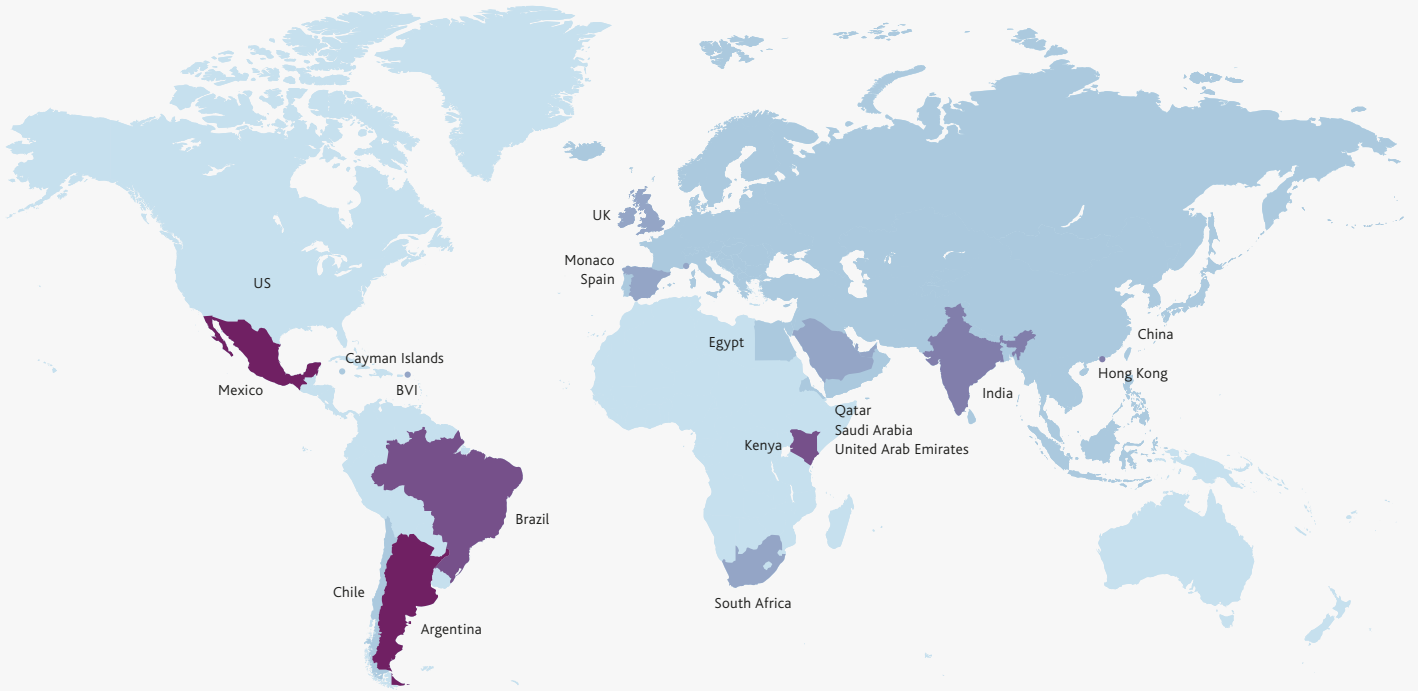 UK
Monaco
Spain
US
Egypt
China
Cayman Islands
Hong Kong
Mexico
BVI
India
Qatar
Saudi Arabia
United Arab Emirates
Kenya
Brazil
Chile
South Africa
Argentina